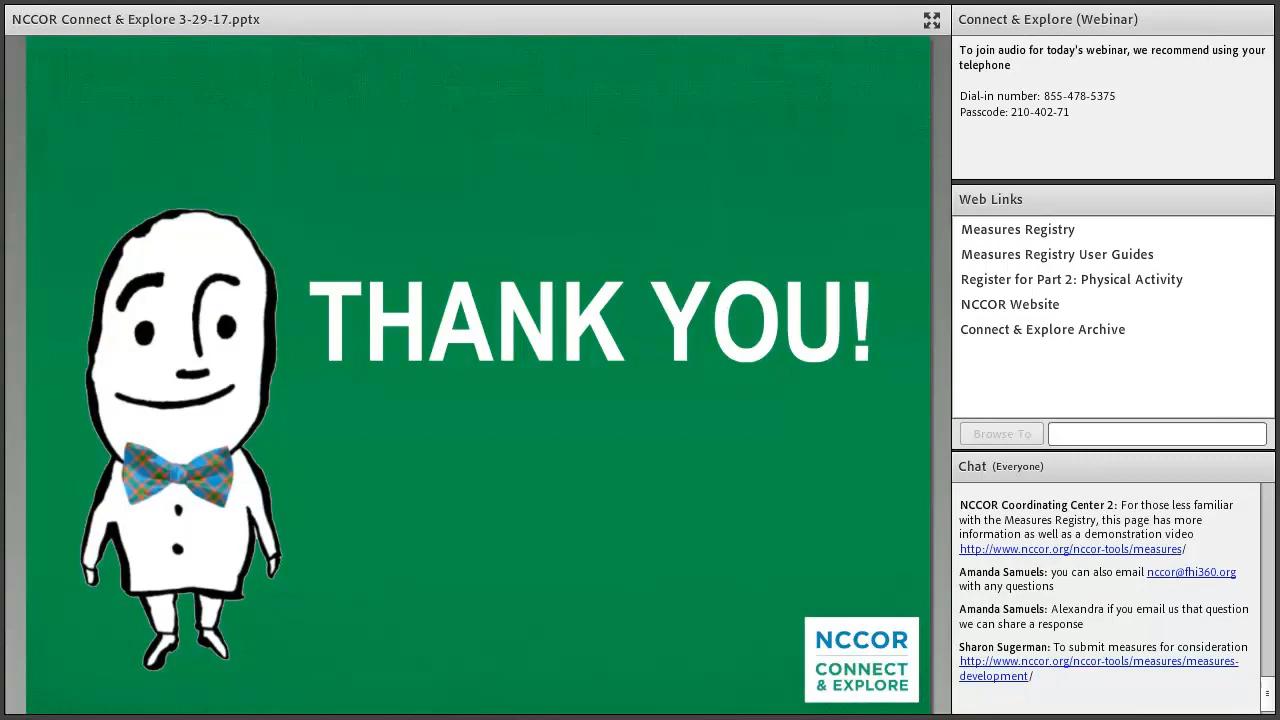 NCCOR Connect & Explore 3-29-17.pptx
THANK YOU!
NCCOR
CONNECT
& EXPLORE
Connect & Explore (Webinar)
To join audio for today's webinar, we recommend using your
telephone
Dial-in number: 855-478-5375
Passcode: 210-402-71
Web Links
Measures Registry
Measures Registry User Guides
Register for Part 2: Physical Activity
NCCOR Website
Connect & Explore Archive
Browse To
Chat (Everyone)
NCCOR Coordinating Center 2: For those less familiar
with the Measures Registry, this page has more
information as well as a demonstration video
http://www.nccor.org/nccor-tools/measures/
Amanda Samuels: you can also email nccor@fhi360.org
with any questions
Amanda Samuels: Alexandra if you email us that question
we can share a response
Sharon Sugerman: To submit measures for consideration
http://www.nccor.org/nccor-tools/measures/measures-
development/